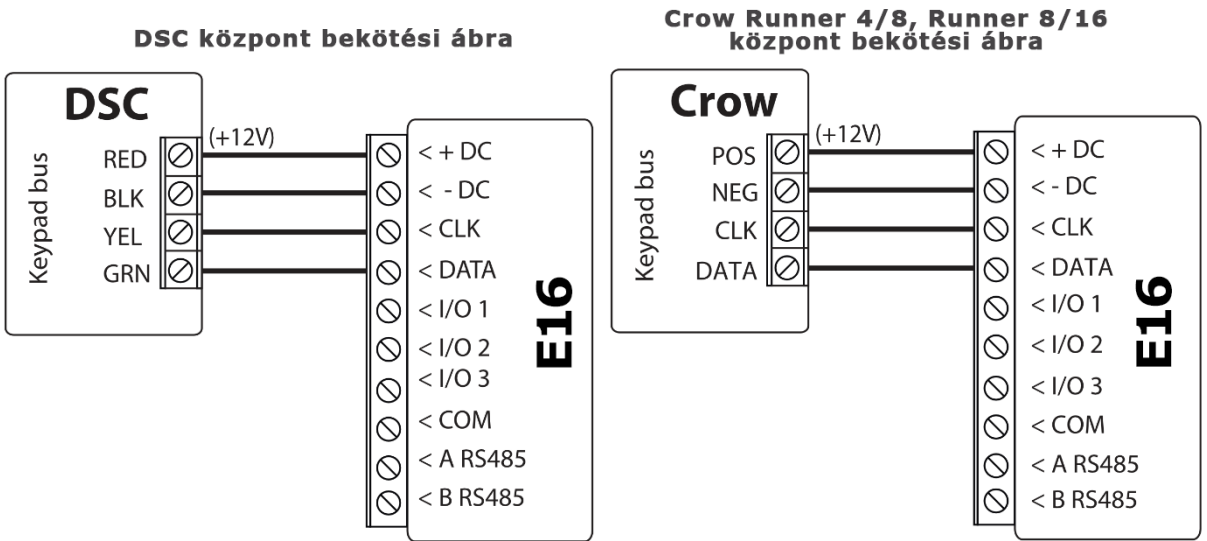 DSC központ bekötési ábra
DSC
Keypad bus
RED
BLK
YEL
GRN
(+12V)
< + DC
< - DC
< CLK
< DATA
< I/O 1
< I/O 2
< I/O 3
< COM
< A RS485
< B RS485
E16
Crow Runner 4/8, Runner 8/16
központ bekötési ábra
Crow
Keypad bus
POS
NEG
CLK
DATA
(+12V)
< + DC
< - DC
< CLK
< DATA
< I/O 1
< I/O 2
< I/O 3
< COM
< A RS485
< B RS485
E16